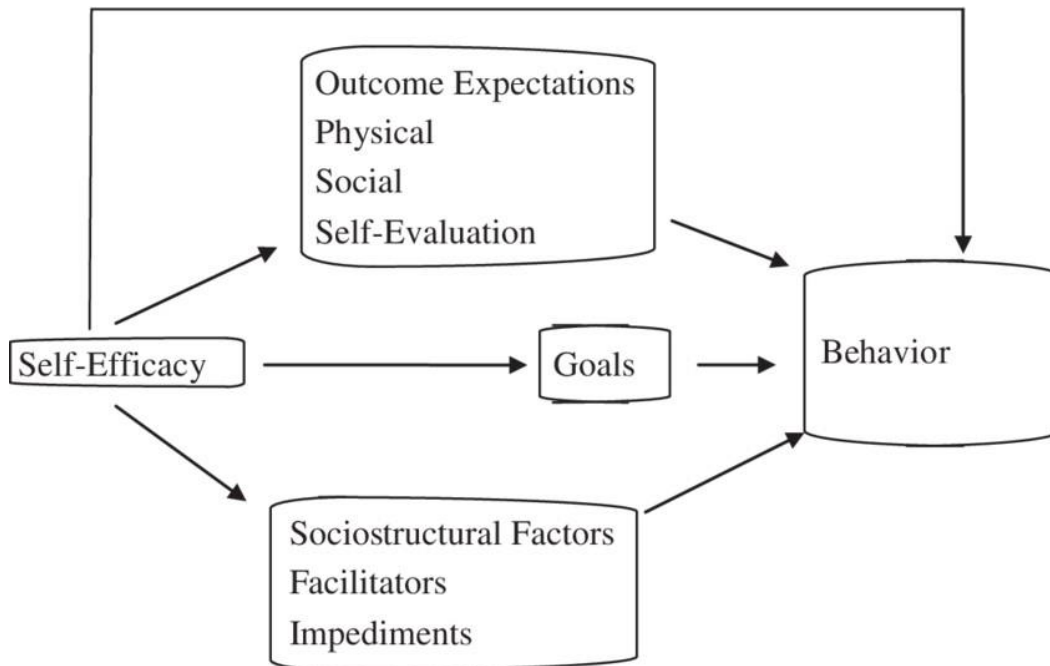 Outcome Expectations
Physical
Social
Self-Evaluation
Self-Efficacy
Goals
Behavior
Sociostructural Factors
Facilitators
Impediments